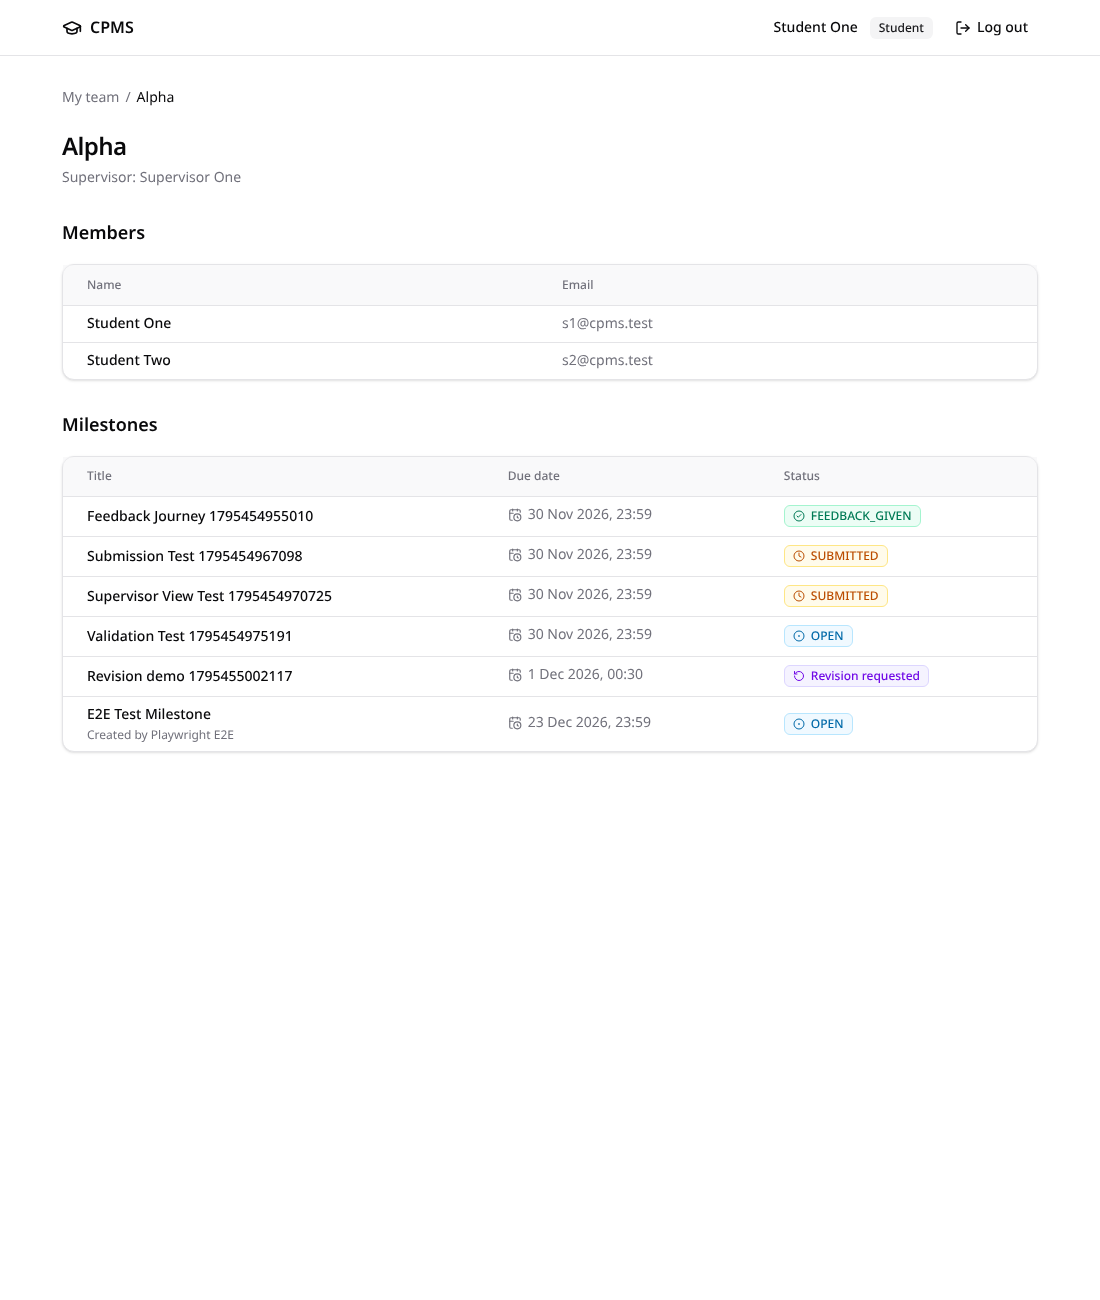 CPMS
Student One Student Log out
My team / Alpha
Alpha
Supervisor: Supervisor One
Members
Name Email
Student One s1@cpms.test
Student Two s2@cpms.test
Milestones
Title Due date Status
Feedback Journey 1795454955010 30 Nov 2026, 23:59 FEEDBACK_GIVEN
Submission Test 1795454967098 30 Nov 2026, 23:59 SUBMITTED
Supervisor View Test 1795454970725 30 Nov 2026, 23:59 SUBMITTED
Validation Test 1795454975191 30 Nov 2026, 23:59 OPEN
Revision demo 1795455002117 1 Dec 2026, 00:30 Revision requested
E2E Test Milestone 23 Dec 2026, 23:59 OPEN
Created by Playwright E2E